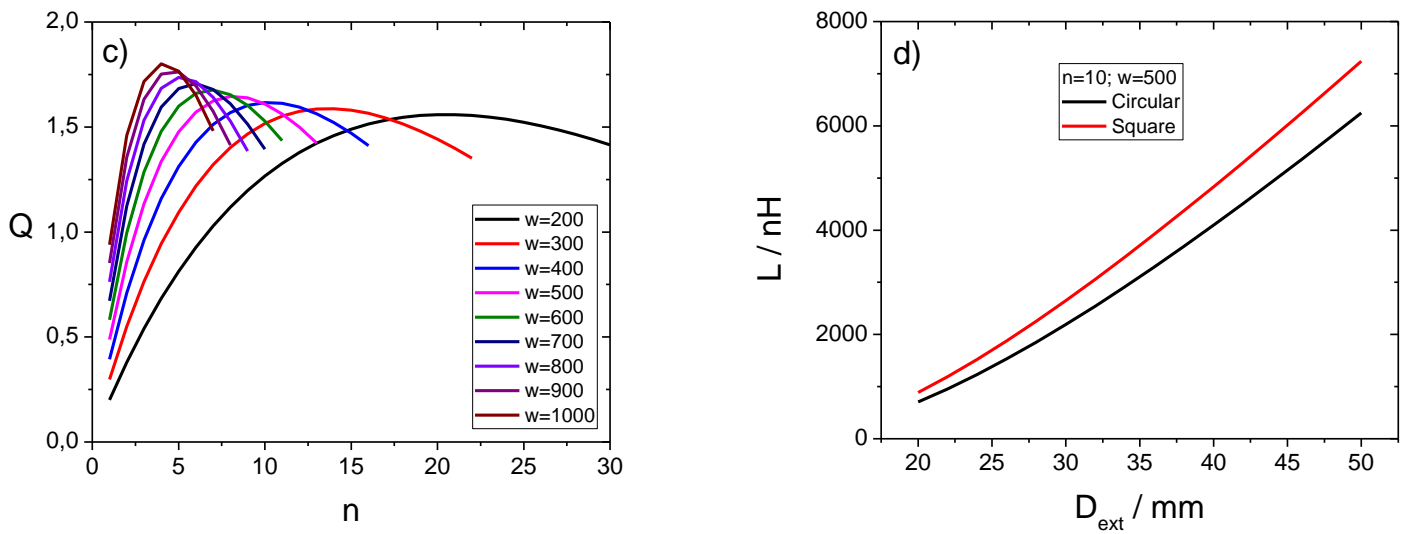 c)
2,0
1,5
1,0
0,5
0,0
Q
w=200
w=300
w=400
w=500
w=600
w=700
w=800
w=900
w=1000
0 5 10 15 20 25 30
n
d)
8000
6000
4000
2000
0
L / nH
n=10; w=500
Circular
Square
20 25 30 35 40 45 50
D_ext / mm